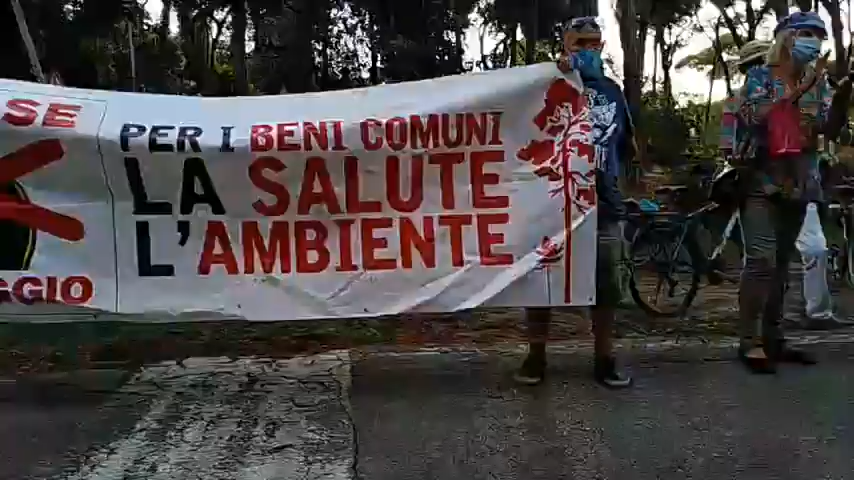 SE
GGIO
PER I BENI COMUNI
LA SALUTE
L'AMBIENTE